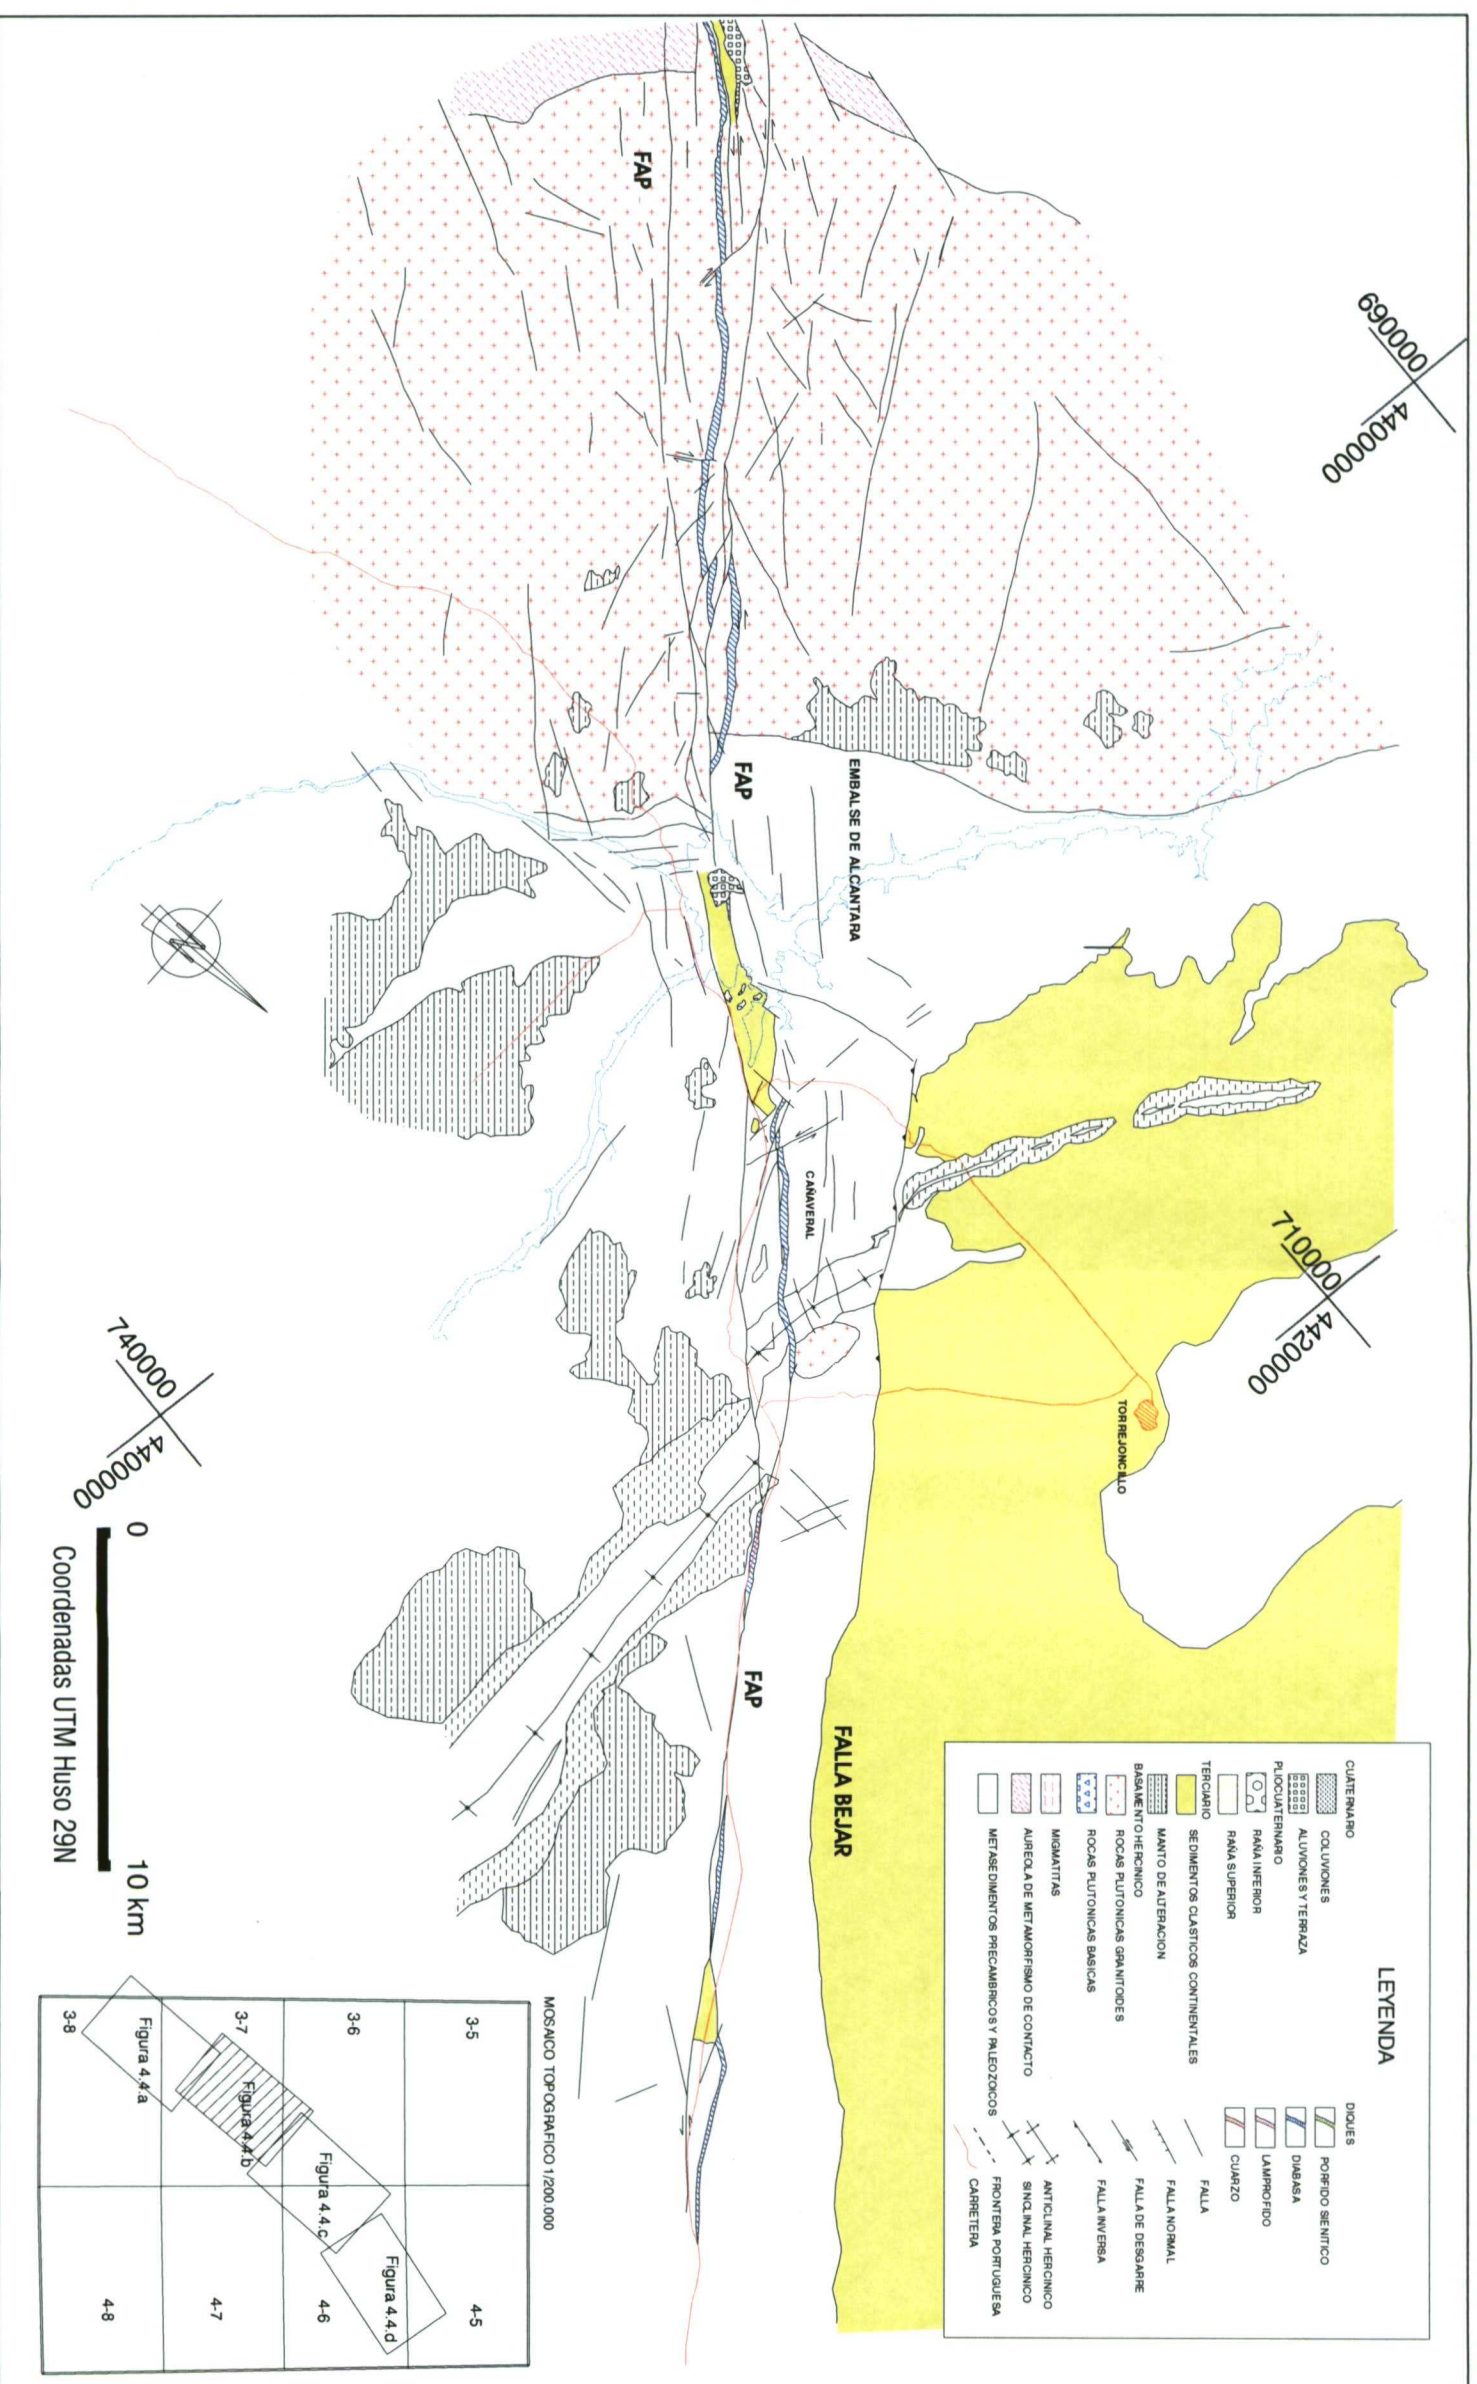 690000
4400000
FAP
FAP
EMBALSE DE ALCANTARA
CAÑAVERAL
710000
4420000
TORREJONCILLO
FAP
FALLA BEJAR
740000
4400000
0
10 km
Coordenadas UTM Huso 29N
LEYENDA
CUATERNARIO
COLUVIONES
ALUVIONES Y TERRAZA
PLIOCUATERNARIO
RAÑA INFERIOR
RAÑA SUPERIOR
TERCIARIO
SEDIMENTOS CLASTICOS CONTINENTALES
MANTO DE ALTERACION
BASAMENTO HERCINICO
ROCAS PLUTONICAS GRANITOIDES
ROCAS PLUTONICAS BASICAS
MIGMATITAS
AUREOLA DE METAMORFISMO DE CONTACTO
METASEDIMENTOS PRECAMBRICOS Y PALEOZOICOS
DIQUES
PORFIDO SIENITICO
DIABASA
LAMPROFIDO
CUARZO
FALLA
FALLA NORMAL
FALLA DE DESGARRE
FALLA INVERSA
ANTICLINAL HERCINICO
SINCLINAL HERCINICO
FRONTERA PORTUGUESA
CARRETERA
MOSAICO TOPOGRAFICO 1/200.000
3-5
4-5
3-6
4-6
3-7
4-7
3-8
4-8
Figura 4.4.a
Figura 4.4.b
Figura 4.4.c
Figura 4.4.d